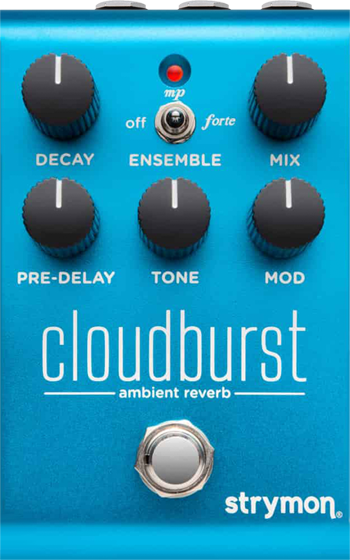 mp
off forte
DECAY ENSEMBLE MIX
PRE-DELAY TONE MOD
cloudburst
ambient reverb
strymon®